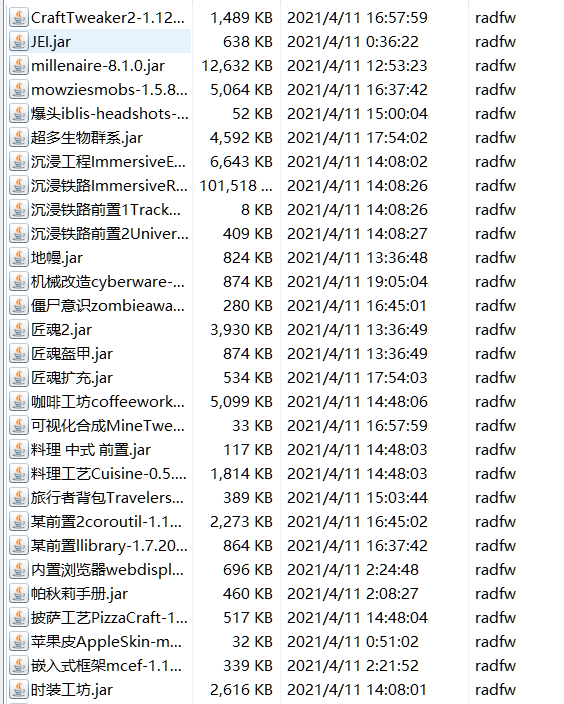 CraftTweaker2-1.12... 1,489 KB 2021/4/11 16:57:59 radfw
JEI.jar 638 KB 2021/4/11 0:36:22 radfw
millenaire-8.1.0.jar 12,632 KB 2021/4/11 12:53:23 radfw
mowziesmobs-1.5.8... 5,064 KB 2021/4/11 16:37:42 radfw
爆头iblis-headshots-... 52 KB 2021/4/11 15:00:04 radfw
超多生物群系.jar 4,592 KB 2021/4/11 17:54:02 radfw
沉浸工程ImmersiveE... 6,643 KB 2021/4/11 14:08:02 radfw
沉浸铁路ImmersiveR... 101,518 ... 2021/4/11 14:08:26 radfw
沉浸铁路前置1Track... 8 KB 2021/4/11 14:08:26 radfw
沉浸铁路前置2Univer... 409 KB 2021/4/11 14:08:27 radfw
地幔.jar 824 KB 2021/4/11 13:36:48 radfw
机械改造cyberware-... 874 KB 2021/4/11 19:05:04 radfw
僵尸意识zombieawa... 280 KB 2021/4/11 16:45:01 radfw
匠魂2.jar 3,930 KB 2021/4/11 13:36:49 radfw
匠魂盔甲.jar 874 KB 2021/4/11 13:36:49 radfw
匠魂扩充.jar 534 KB 2021/4/11 17:54:03 radfw
咖啡工坊coffeework... 5,099 KB 2021/4/11 14:48:06 radfw
可视化合成MineTwe... 33 KB 2021/4/11 16:57:59 radfw
料理 中式 前置.jar 117 KB 2021/4/11 14:48:03 radfw
料理工艺Cuisine-0.5.... 1,814 KB 2021/4/11 14:48:03 radfw
旅行者背包Travelers... 389 KB 2021/4/11 15:03:44 radfw
某前置2coroutil-1.1... 2,273 KB 2021/4/11 16:45:02 radfw
某前置llibrary-1.7.20... 864 KB 2021/4/11 16:37:42 radfw
内置浏览器webdispl... 696 KB 2021/4/11 2:24:48 radfw
帕秋莉手册.jar 460 KB 2021/4/11 2:08:27 radfw
披萨工艺PizzaCraft-1... 517 KB 2021/4/11 14:48:04 radfw
苹果皮AppleSkin-m... 32 KB 2021/4/11 0:51:02 radfw
嵌入式框架mcef-1.1... 339 KB 2021/4/11 2:21:52 radfw
时装工坊.jar 2,616 KB 2021/4/11 14:08:01 radfw